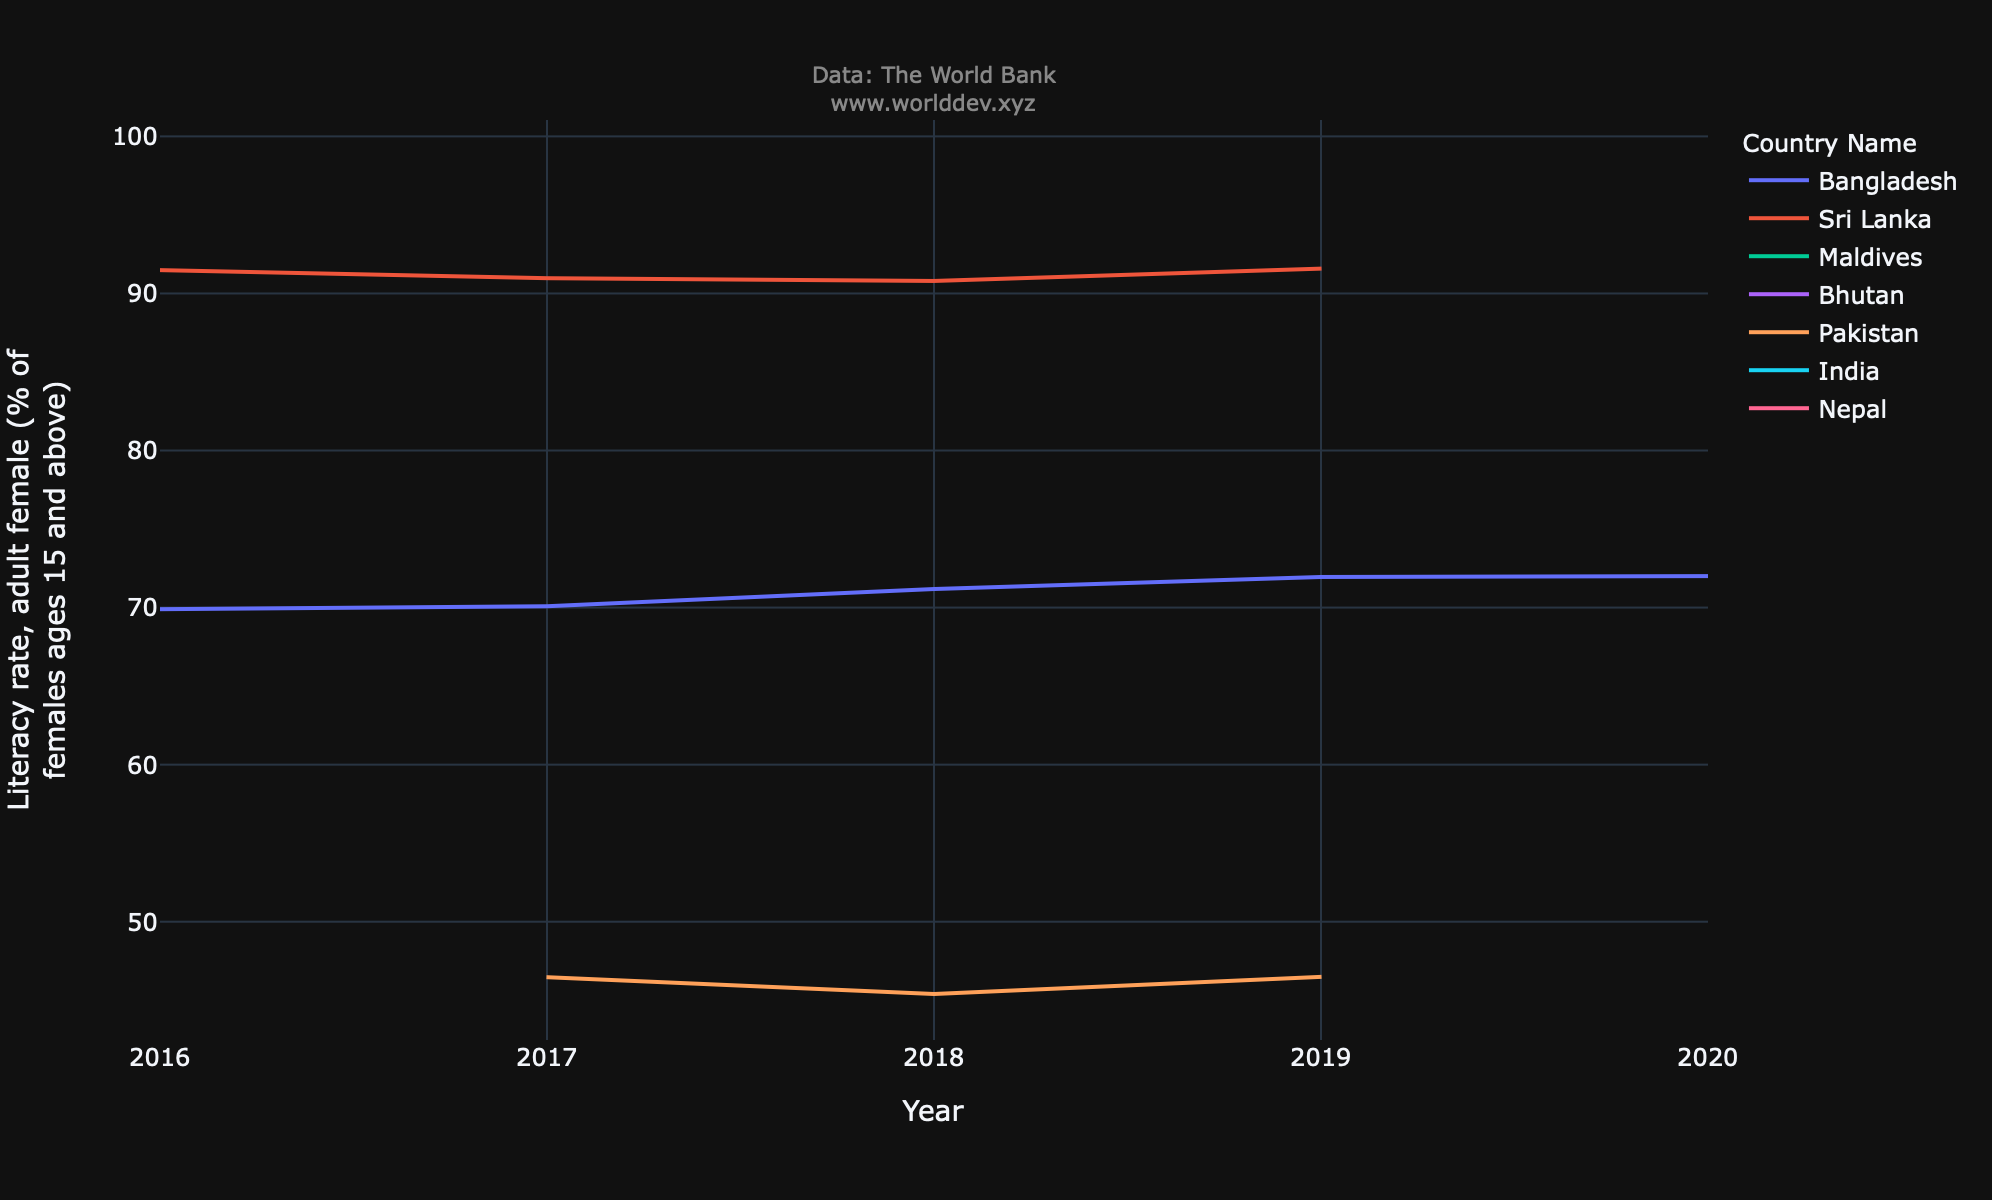 Data: The World Bank
www.worlddev.xyz
Literacy rate, adult female (% of
females ages 15 and above)
100
90
80
70
60
50
2016
2017
2018
2019
2020
Year
Country Name
Bangladesh
Sri Lanka
Maldives
Bhutan
Pakistan
India
Nepal